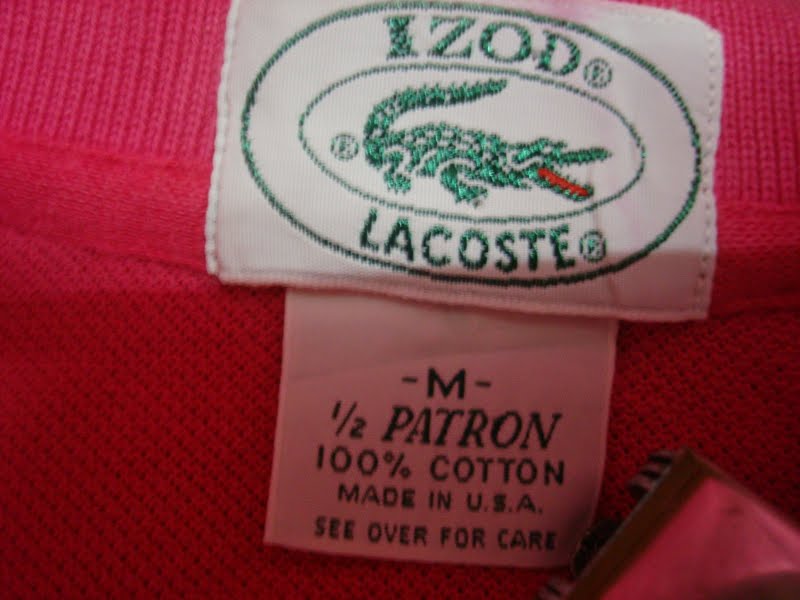 IZOD®
®
LACOSTE®
-M-
1/2 PATRON
100% COTTON
MADE IN U.S.A.
SEE OVER FOR CARE